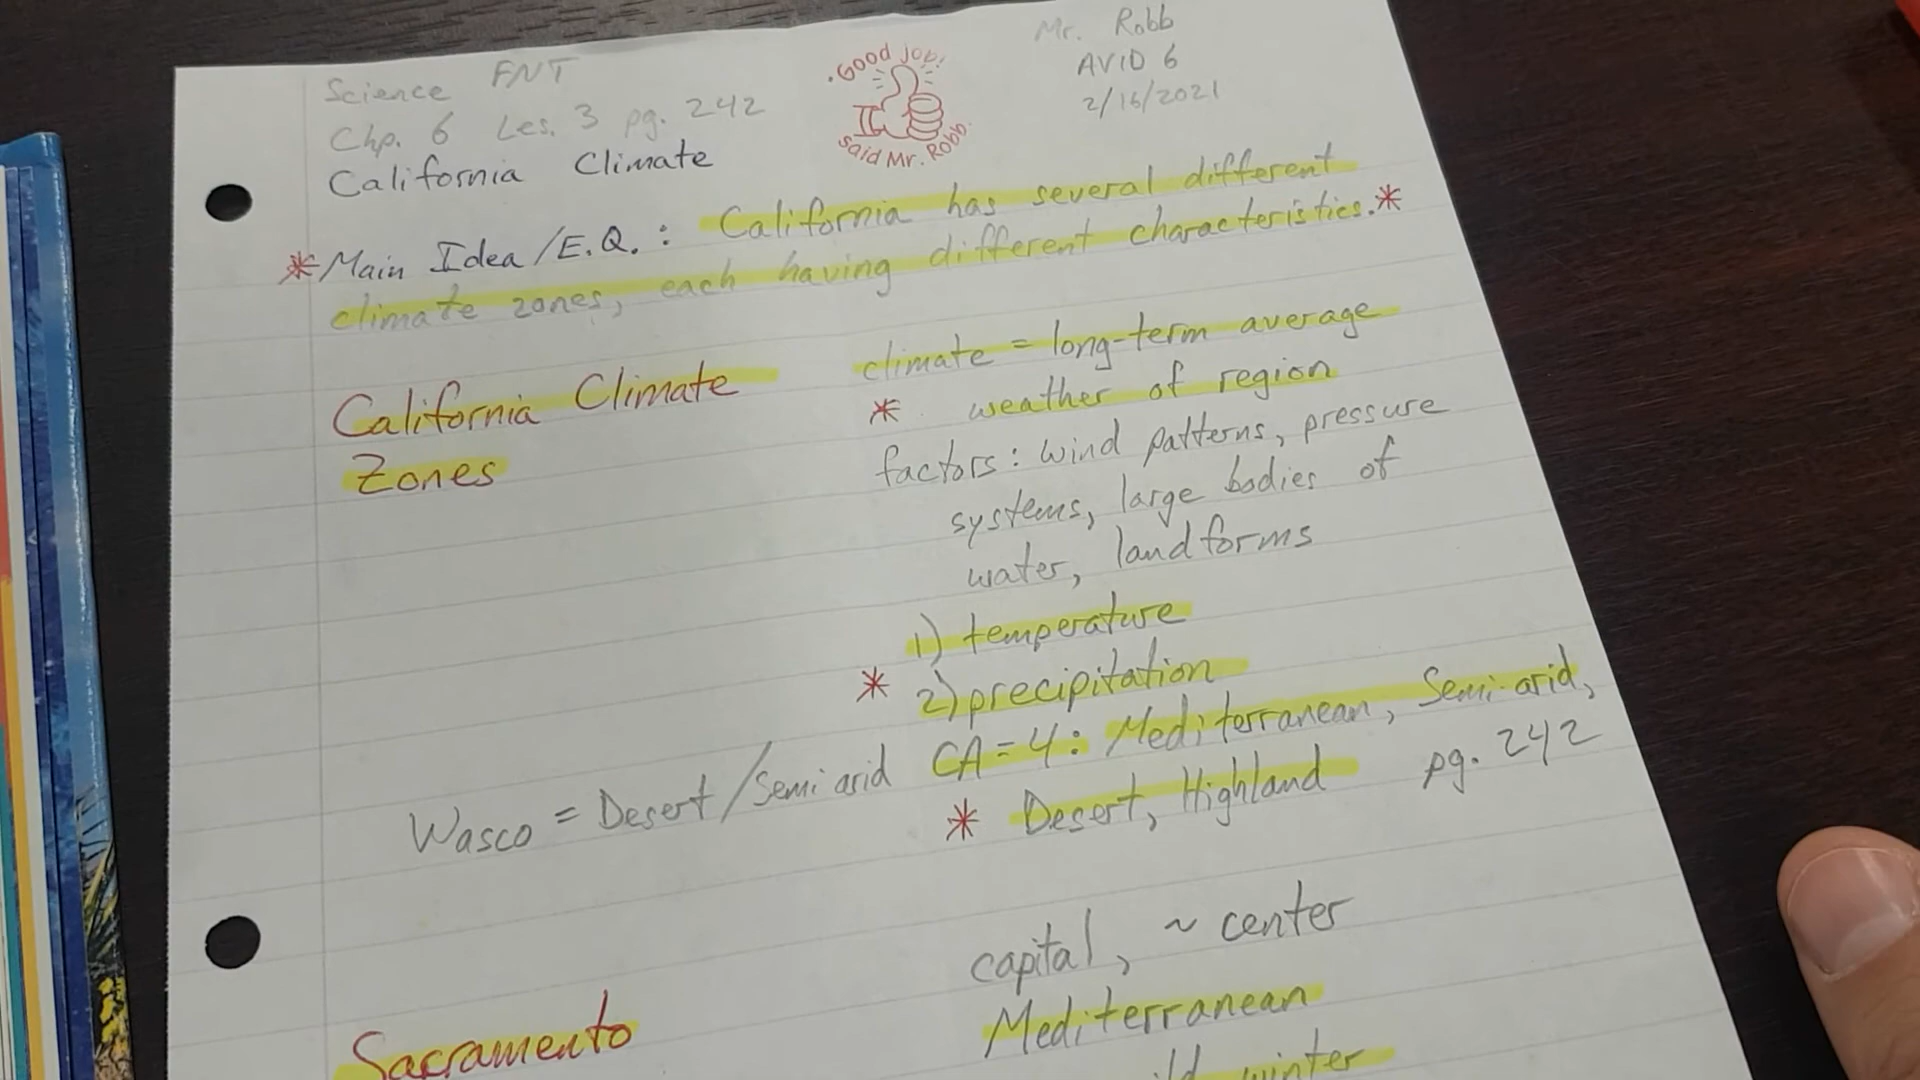 Science FNT
Chp. 6 Les. 3 pg. 242
California Climate
Good job!
said Mr. Robb.
Mr. Robb
AVID 6
2/16/2021
*Main Idea/E.Q.: California has several different
climate zones, each having different characteristics.*
California Climate
Zones
climate = long-term average
* weather of region
factors: wind patterns, pressure
systems, large bodies of
water, landforms
1) temperature
* 2) precipitation
Wasco = Desert/Semi arid
CA = 4: Mediterranean, Semi-arid,
* Desert, Highland pg. 242
Sacramento
capital, ~ center
Mediterranean
winter